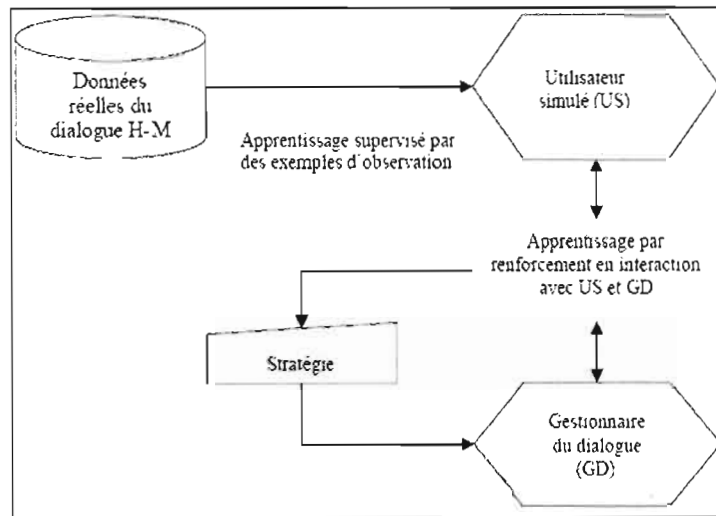 Données
réelles du
dialogue H-M
Utilisateur
simulé (US)
Apprentissage supervisé par
des exemples d'observation
Apprentissage par
renforcement en interaction
avec US et GD
Stratégie
Gestionnaire
du dialogue
(GD)